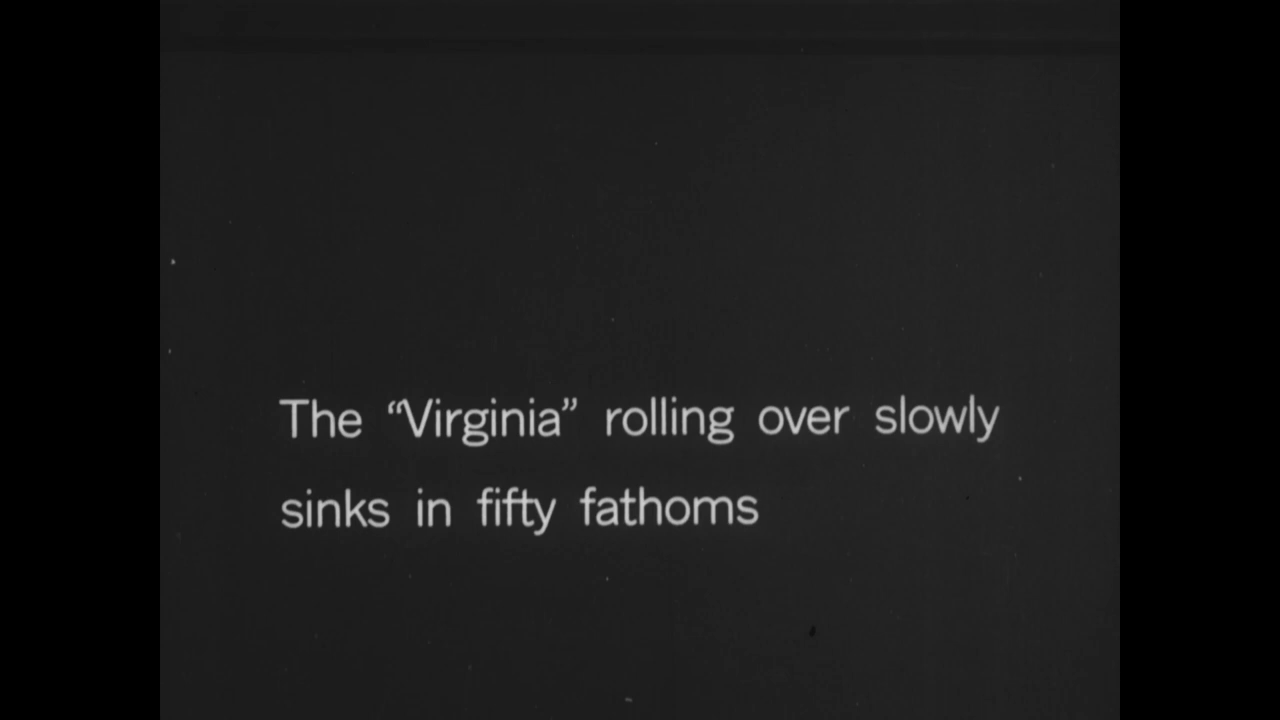 The “Virginia” rolling over slowly
sinks in fifty fathoms